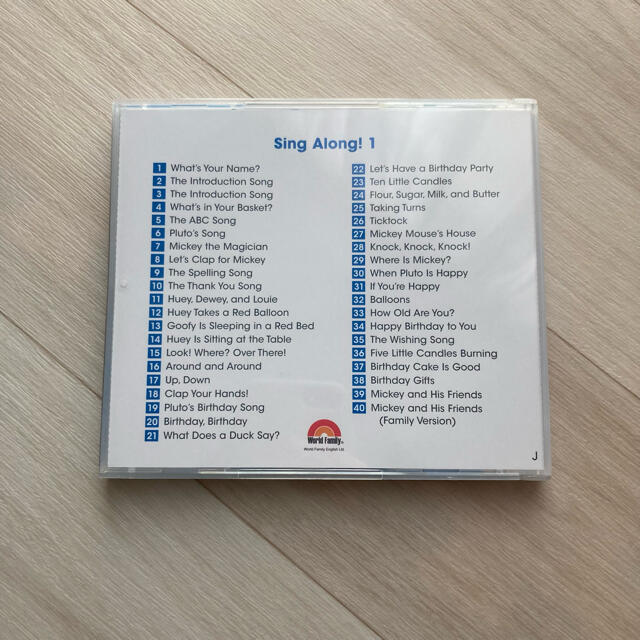 Sing Along! 1
1 What's Your Name?
2 The Introduction Song
3 The Introduction Song
4 What's in Your Basket?
5 The ABC Song
6 Pluto's Song
7 Mickey the Magician
8 Let's Clap for Mickey
9 The Spelling Song
10 The Thank You Song
11 Huey, Dewey, and Louie
12 Huey Takes a Red Balloon
13 Goofy Is Sleeping in a Red Bed
14 Huey Is Sitting at the Table
15 Look! Where? Over There!
16 Around and Around
17 Up, Down
18 Clap Your Hands!
19 Pluto's Birthday Song
20 Birthday, Birthday
21 What Does a Duck Say?
22 Let's Have a Birthday Party
23 Ten Little Candles
24 Flour, Sugar, Milk, and Butter
25 Taking Turns
26 Ticktock
27 Mickey Mouse's House
28 Knock, Knock, Knock!
29 Where Is Mickey?
30 When Pluto Is Happy
31 If You're Happy
32 Balloons
33 How Old Are You?
34 Happy Birthday to You
35 The Wishing Song
36 Five Little Candles Burning
37 Birthday Cake Is Good
38 Birthday Gifts
39 Mickey and His Friends
40 Mickey and His Friends
(Family Version)
World Family
World Family English Ltd
J